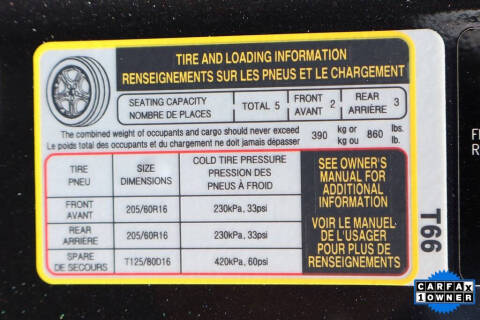 TIRE AND LOADING INFORMATION
RENSEIGNEMENTS SUR LES PNEUS ET LE CHARGEMENT
SEATING CAPACITY
NOMBRE DE PLACES
TOTAL 5
FRONT
AVANT 2
REAR
ARRIÈRE 3
The combined weight of occupants and cargo should never exceed
Le poids total des occupants et du chargement ne doit jamais dépasser
390 kg or
kg ou
860 lbs.
lb.
TIRE
PNEU
SIZE
DIMENSIONS
COLD TIRE PRESSURE
PRESSION DES
PNEUS À FROID
FRONT
AVANT
205/60R16
230kPa, 33psi
REAR
ARRIÈRE
205/60R16
230kPa, 33psi
SPARE
DE SECOURS
T125/80D16
420kPa, 60psi
SEE OWNER'S
MANUAL FOR
ADDITIONAL
INFORMATION
VOIR LE MANUEL
DE L'USAGER
POUR PLUS DE
RENSEIGNEMENTS
T66
CARFAX
1 OWNER